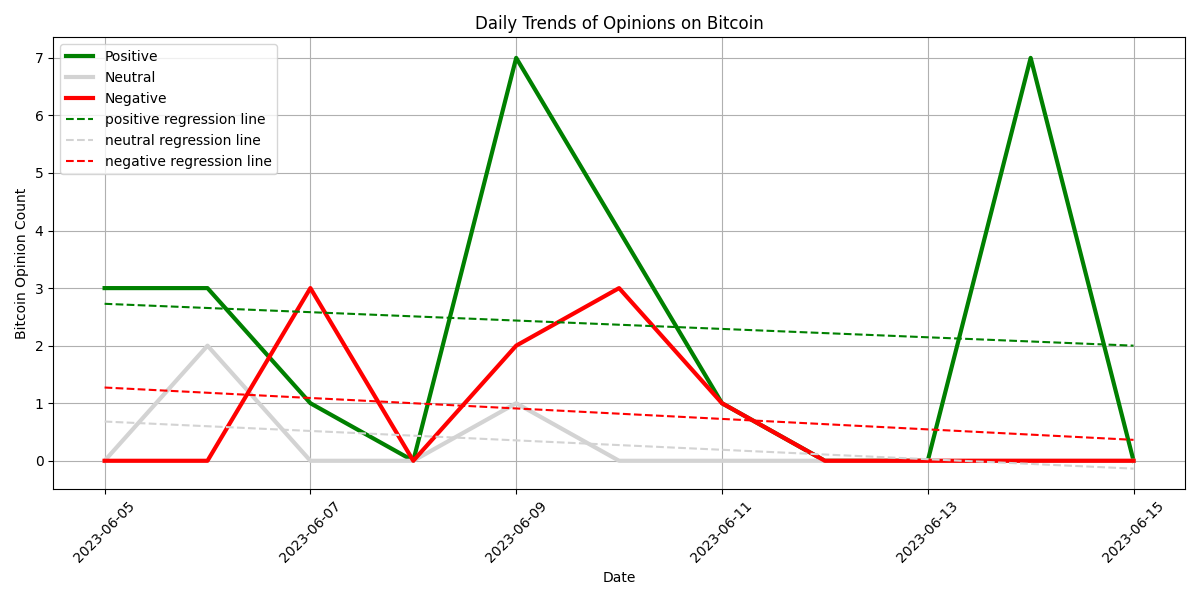 Daily Trends of Opinions on Bitcoin
Positive
Neutral
Negative
positive regression line
neutral regression line
negative regression line
Bitcoin Opinion Count
7
6
5
4
3
2
1
0
2023-06-05
2023-06-07
2023-06-09
2023-06-11
2023-06-13
2023-06-15
Date